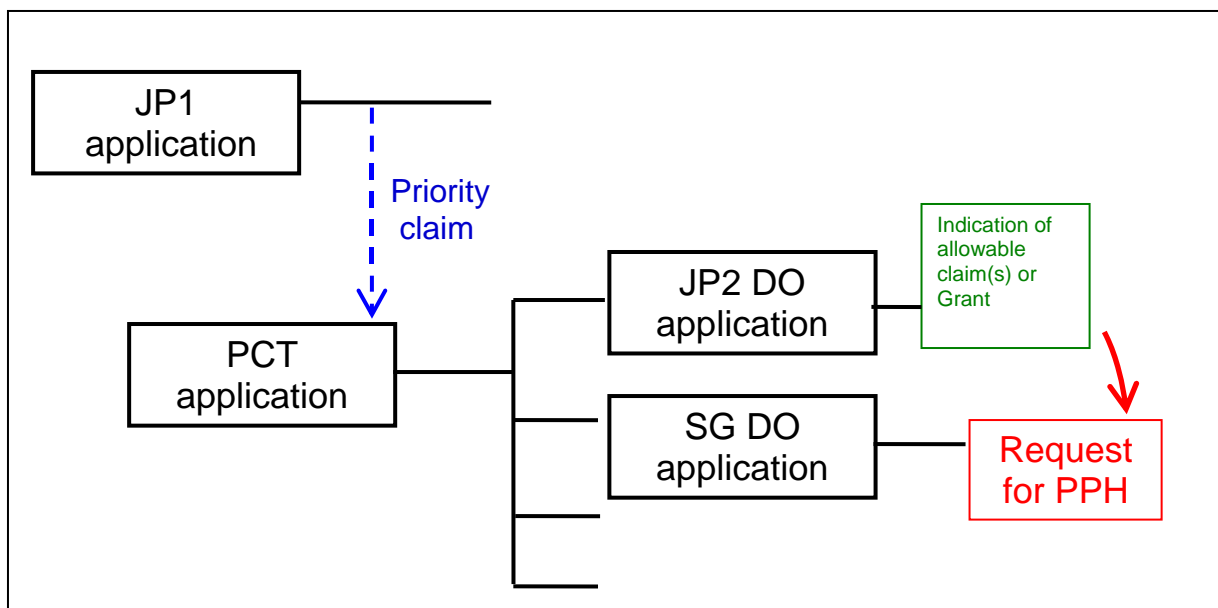 JP1
application
Priority
claim
PCT
application
JP2 DO
application
Indication of
allowable
claim(s) or
Grant
SG DO
application
Request
for PPH